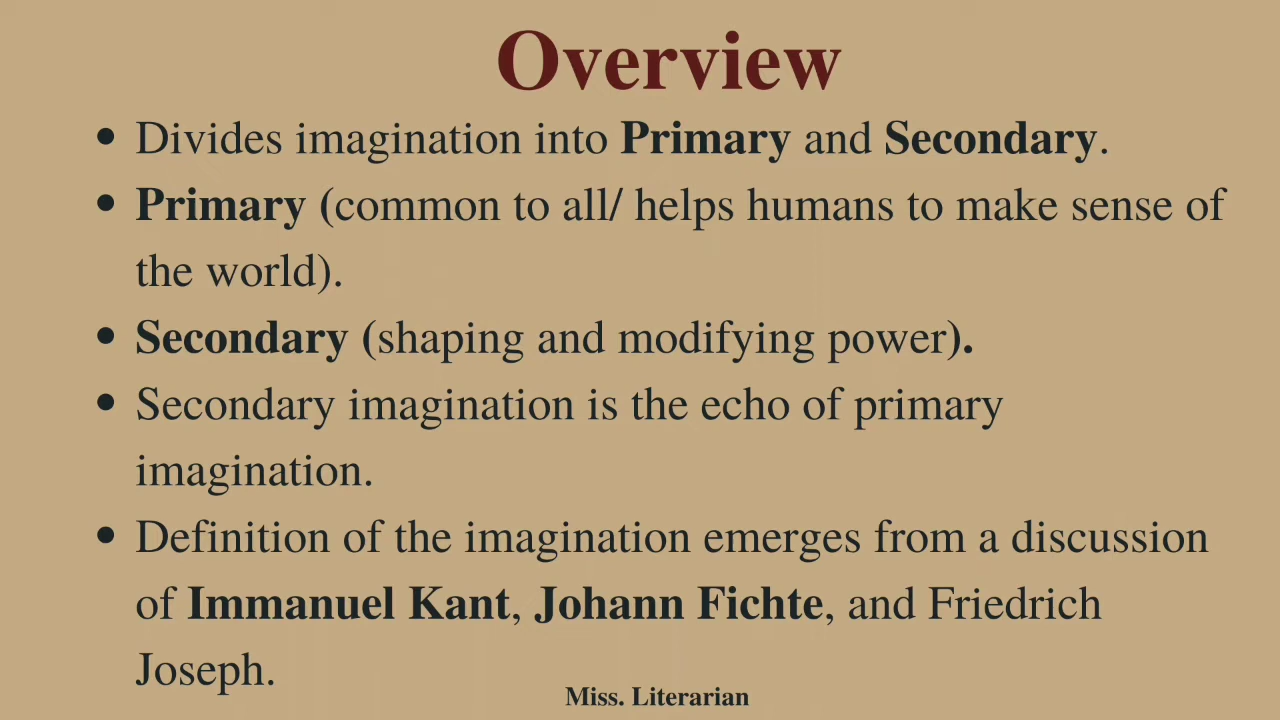 Overview
• Divides imagination into Primary and Secondary.
• Primary (common to all/ helps humans to make sense of
the world).
• Secondary (shaping and modifying power).
• Secondary imagination is the echo of primary
imagination.
• Definition of the imagination emerges from a discussion
of Immanuel Kant, Johann Fichte, and Friedrich
Joseph.
Miss. Literarian